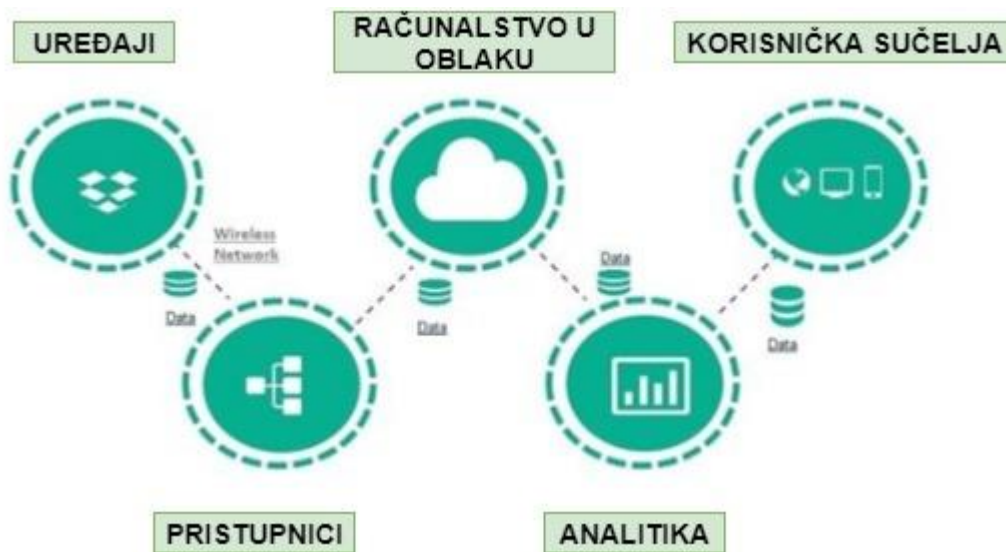 UREĐAJI
RAČUNALSTVO U
OBLAKU
KORISNIČKA SUČELJA
Wireless
Network
Data
Data
Data
Data
PRISTUPNICI
ANALITIKA